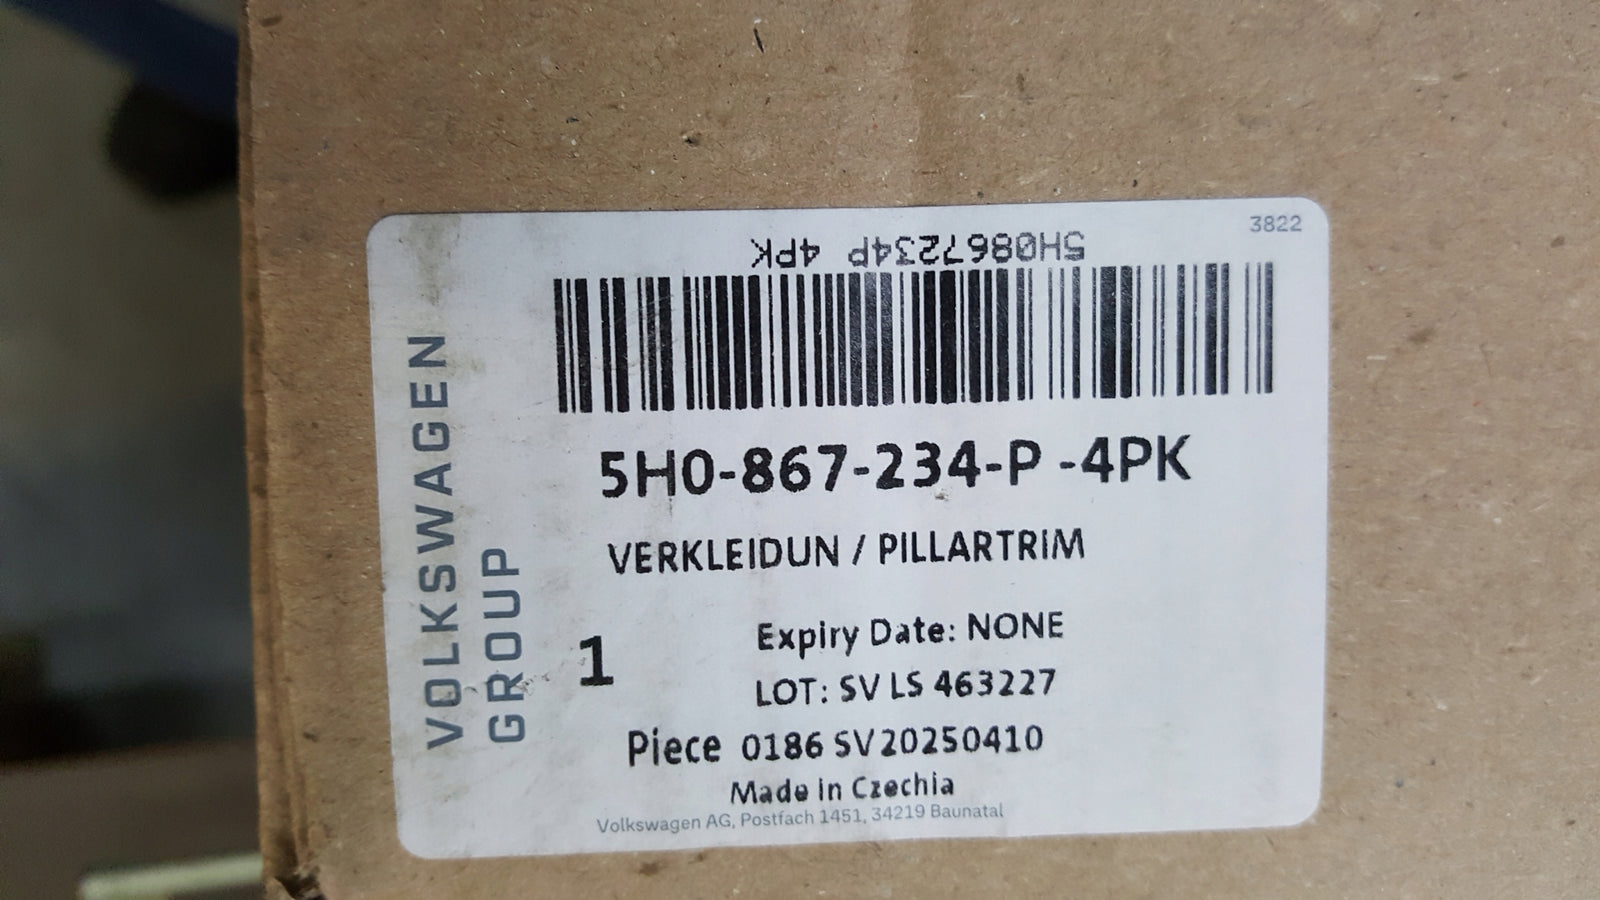 3822
5H0867234P 4PK
VOLKSWAGEN
GROUP
5H0-867-234-P -4PK
VERKLEIDUN / PILLARTRIM
1
Expiry Date: NONE
LOT: SV LS 463227
Piece 0186 SV20250410
Made in Czechia
Volkswagen AG, Postfach 1451, 34219 Baunatal